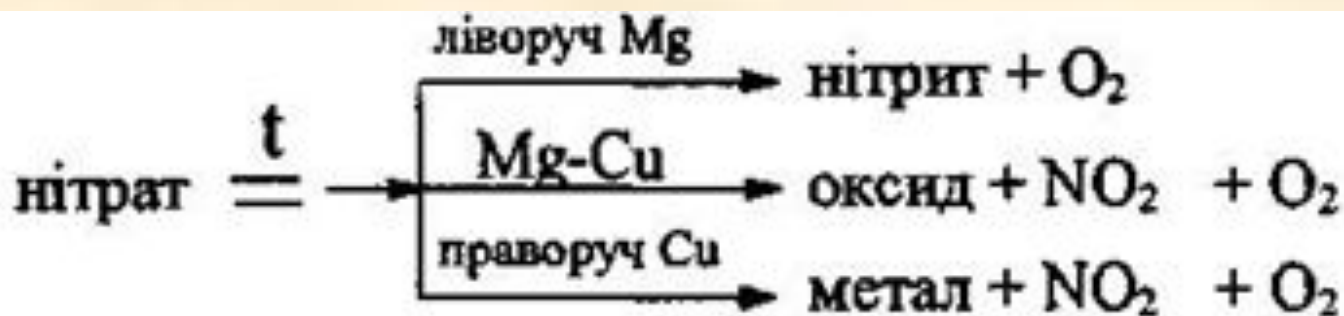 ліворуч Mg
нітрит + O₂
нітрат t Mg-Cu оксид + NO₂ + O₂
праворуч Cu
метал + NO₂ + O₂